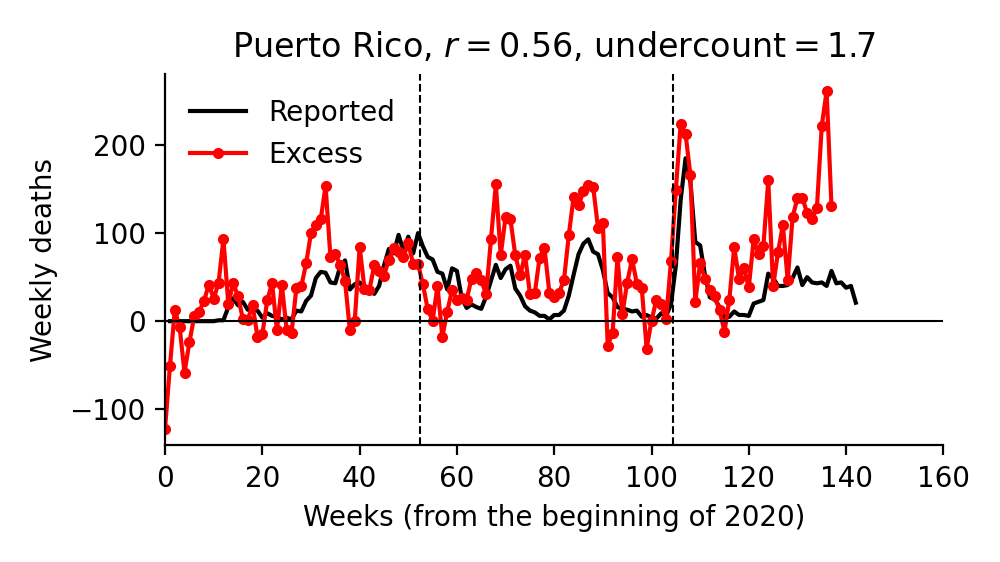 Puerto Rico, r = 0.56, undercount = 1.7
Reported
Excess
Weekly deaths
200
100
0
−100
0 20 40 60 80 100 120 140 160
Weeks (from the beginning of 2020)